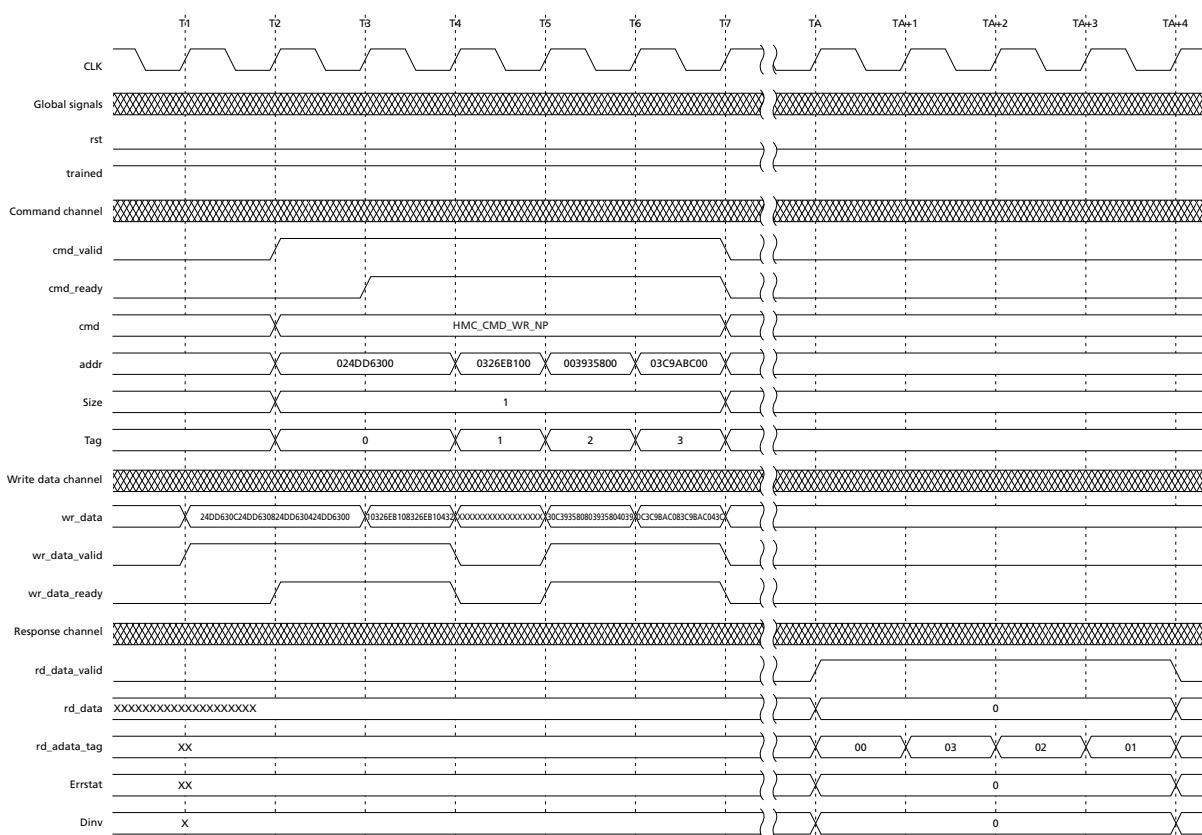 T1 T2 T3 T4 T5 T6 T7 TA TA+1 TA+2 TA+3 TA+4
CLK
Global signals
rst
trained
Command channel
cmd_valid
cmd_ready
cmd HMC_CMD_WR_NP
addr 024DD6300 0326EB100 003935800 03C9ABC00
Size 1
Tag 0 1 2 3
Write data channel
wr_data 24DD630C24DD630824DD630424DD6300
wr_data_valid
wr_data_ready
Response channel
rd_data_valid
rd_data XXXXXXXXXXXXXXXXXXXX 0
rd_adata_tag XX 00 03 02 01
Errstat XX 0
Dinv X 0